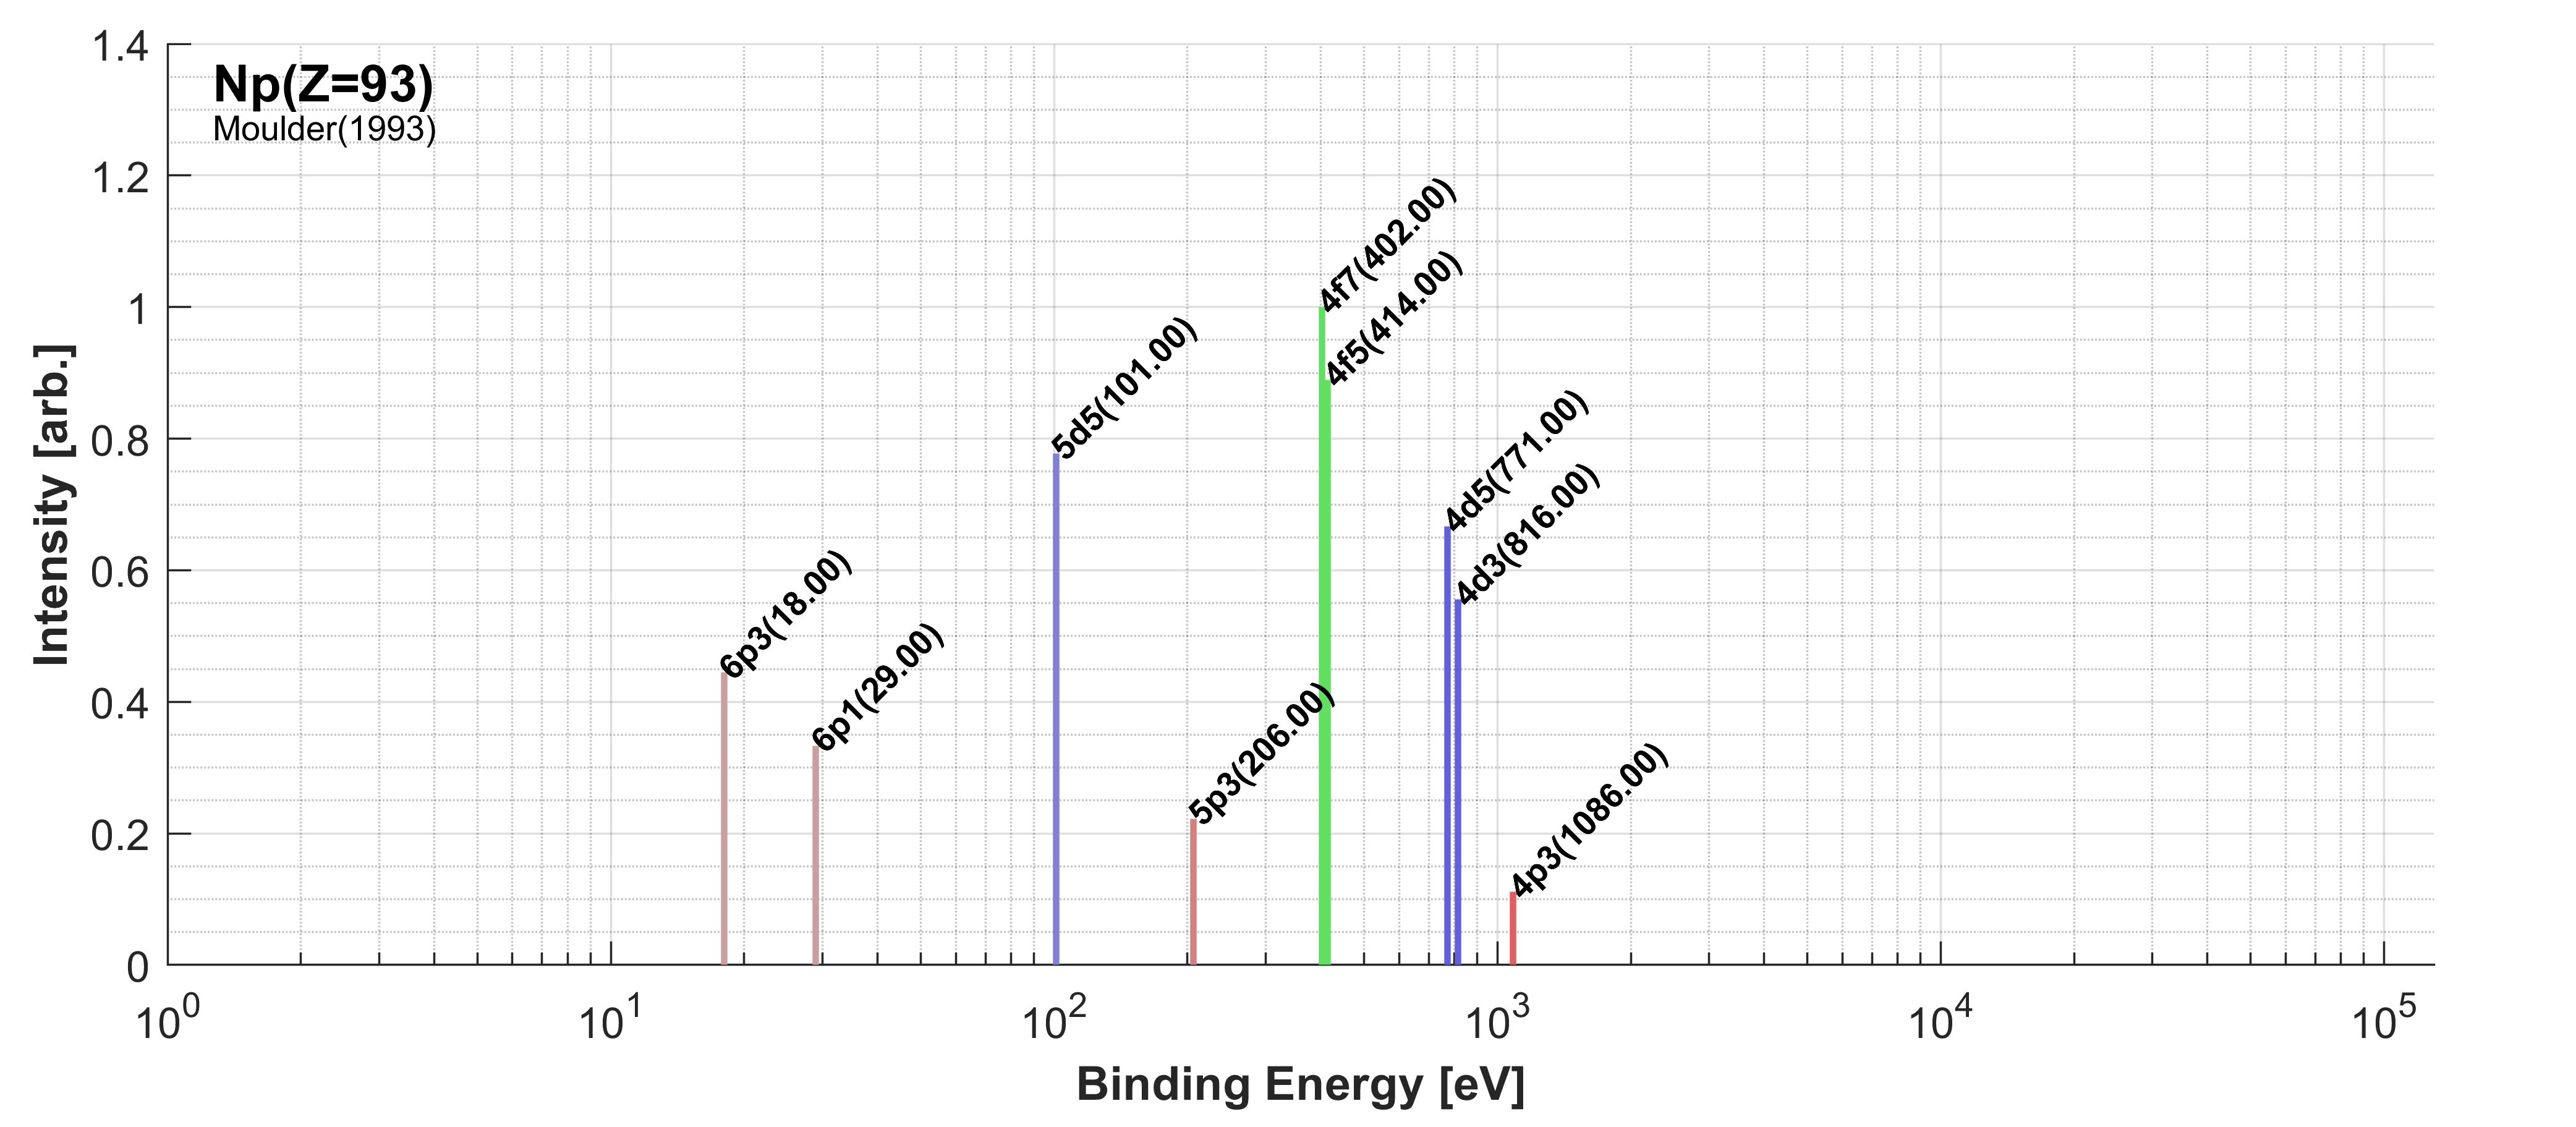 Np(Z=93)
Moulder(1993)
1.4
1.2
1
0.8
0.6
0.4
0.2
0
Intensity [arb.]
6p3(18.00)
6p1(29.00)
5d5(101.00)
5p3(206.00)
4f7(402.00)
4f5(414.00)
4d5(771.00)
4d3(816.00)
4p3(1086.00)
10^0 10^1 10^2 10^3 10^4 10^5
Binding Energy [eV]